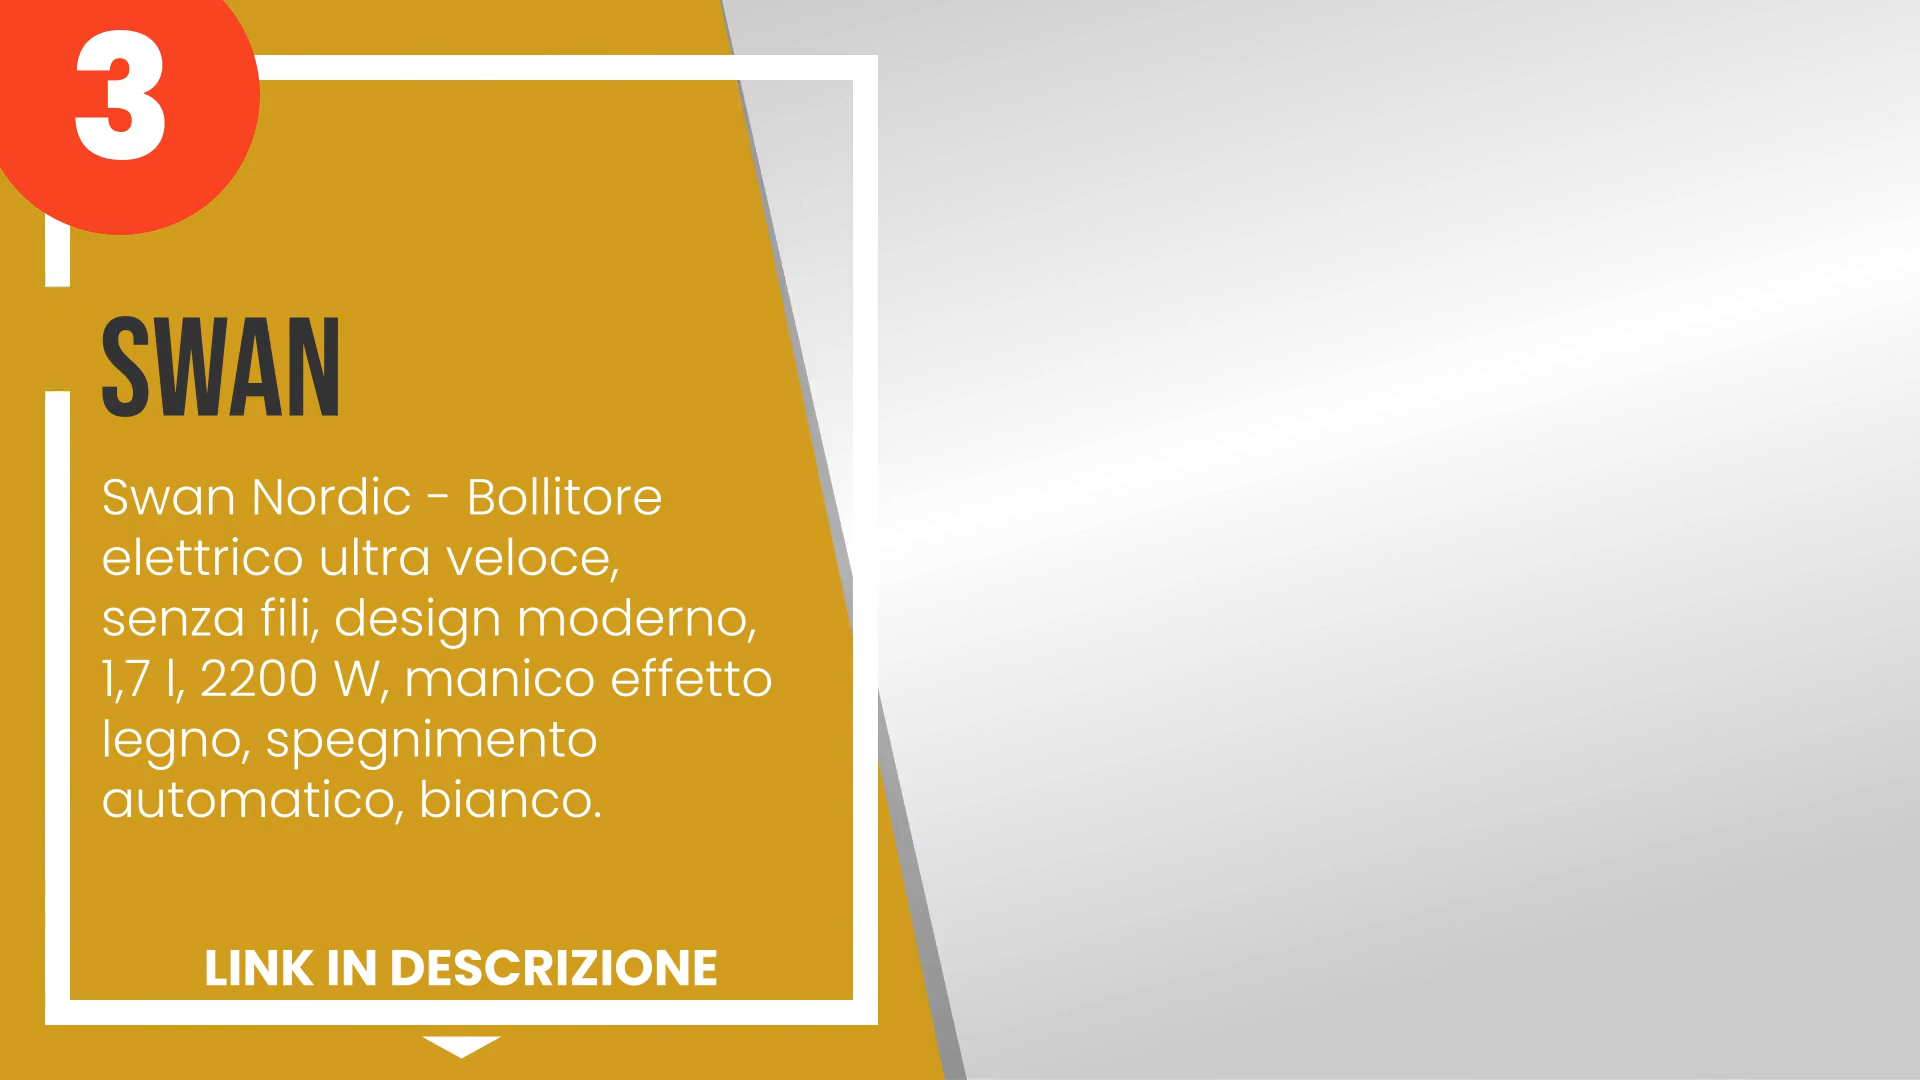 3
SWAN
Swan Nordic - Bollitore
elettrico ultra veloce,
senza fili, design moderno,
1,7 l, 2200 W, manico effetto
legno, spegnimento
automatico, bianco.
LINK IN DESCRIZIONE